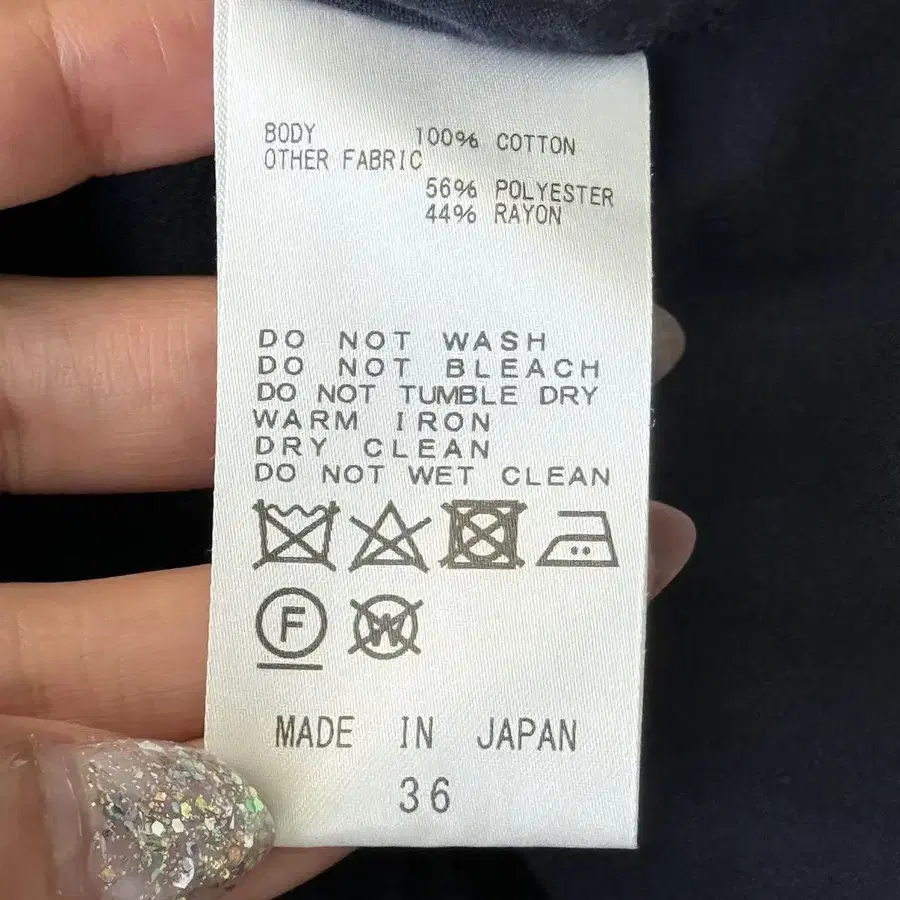 BODY 100% COTTON
OTHER FABRIC
56% POLYESTER
44% RAYON
DO NOT WASH
DO NOT BLEACH
DO NOT TUMBLE DRY
WARM IRON
DRY CLEAN
DO NOT WET CLEAN
F W
MADE IN JAPAN
36